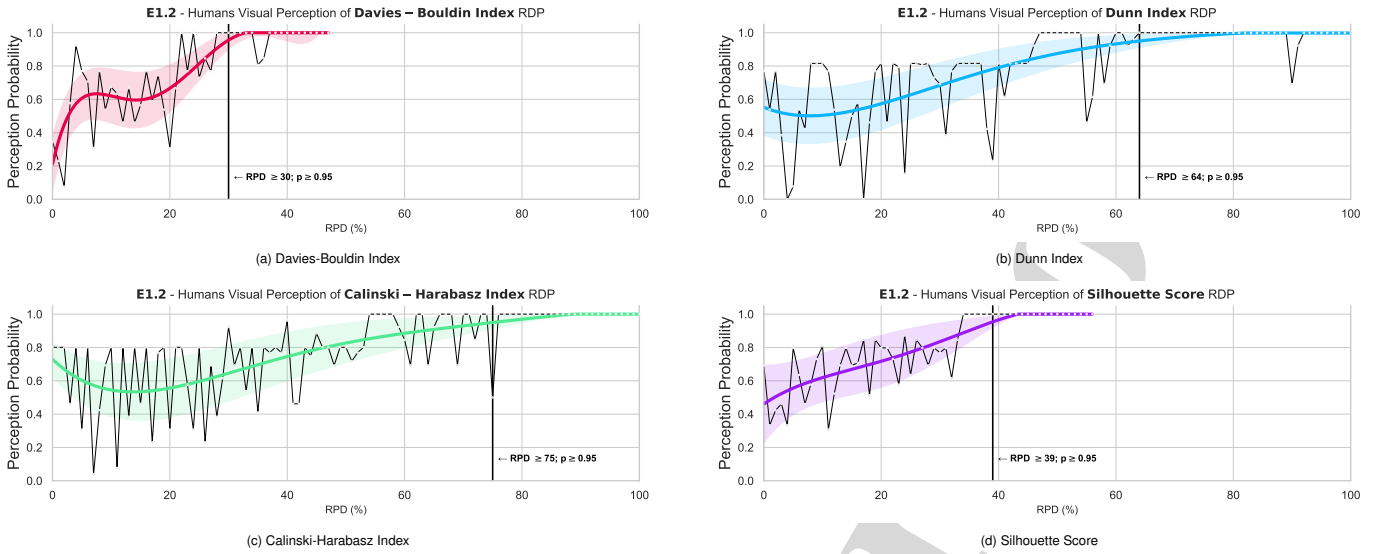 E1.2 - Humans Visual Perception of Davies – Bouldin Index RDP
Perception Probability
1.0
0.8
0.6
0.4
0.2
0.0
← RPD ≥ 30; p ≥ 0.95
0 20 40 60 80 100
RPD (%)
(a) Davies-Bouldin Index
E1.2 - Humans Visual Perception of Dunn Index RDP
Perception Probability
1.0
0.8
0.6
0.4
0.2
0.0
← RPD ≥ 64; p ≥ 0.95
0 20 40 60 80 100
RPD (%)
(b) Dunn Index
E1.2 - Humans Visual Perception of Calinski – Harabasz Index RDP
Perception Probability
1.0
0.8
0.6
0.4
0.2
0.0
← RPD ≥ 75; p ≥ 0.95
0 20 40 60 80 100
RPD (%)
(c) Calinski-Harabasz Index
E1.2 - Humans Visual Perception of Silhouette Score RDP
Perception Probability
1.0
0.8
0.6
0.4
0.2
0.0
← RPD ≥ 39; p ≥ 0.95
0 20 40 60 80 100
RPD (%)
(d) Silhouette Score